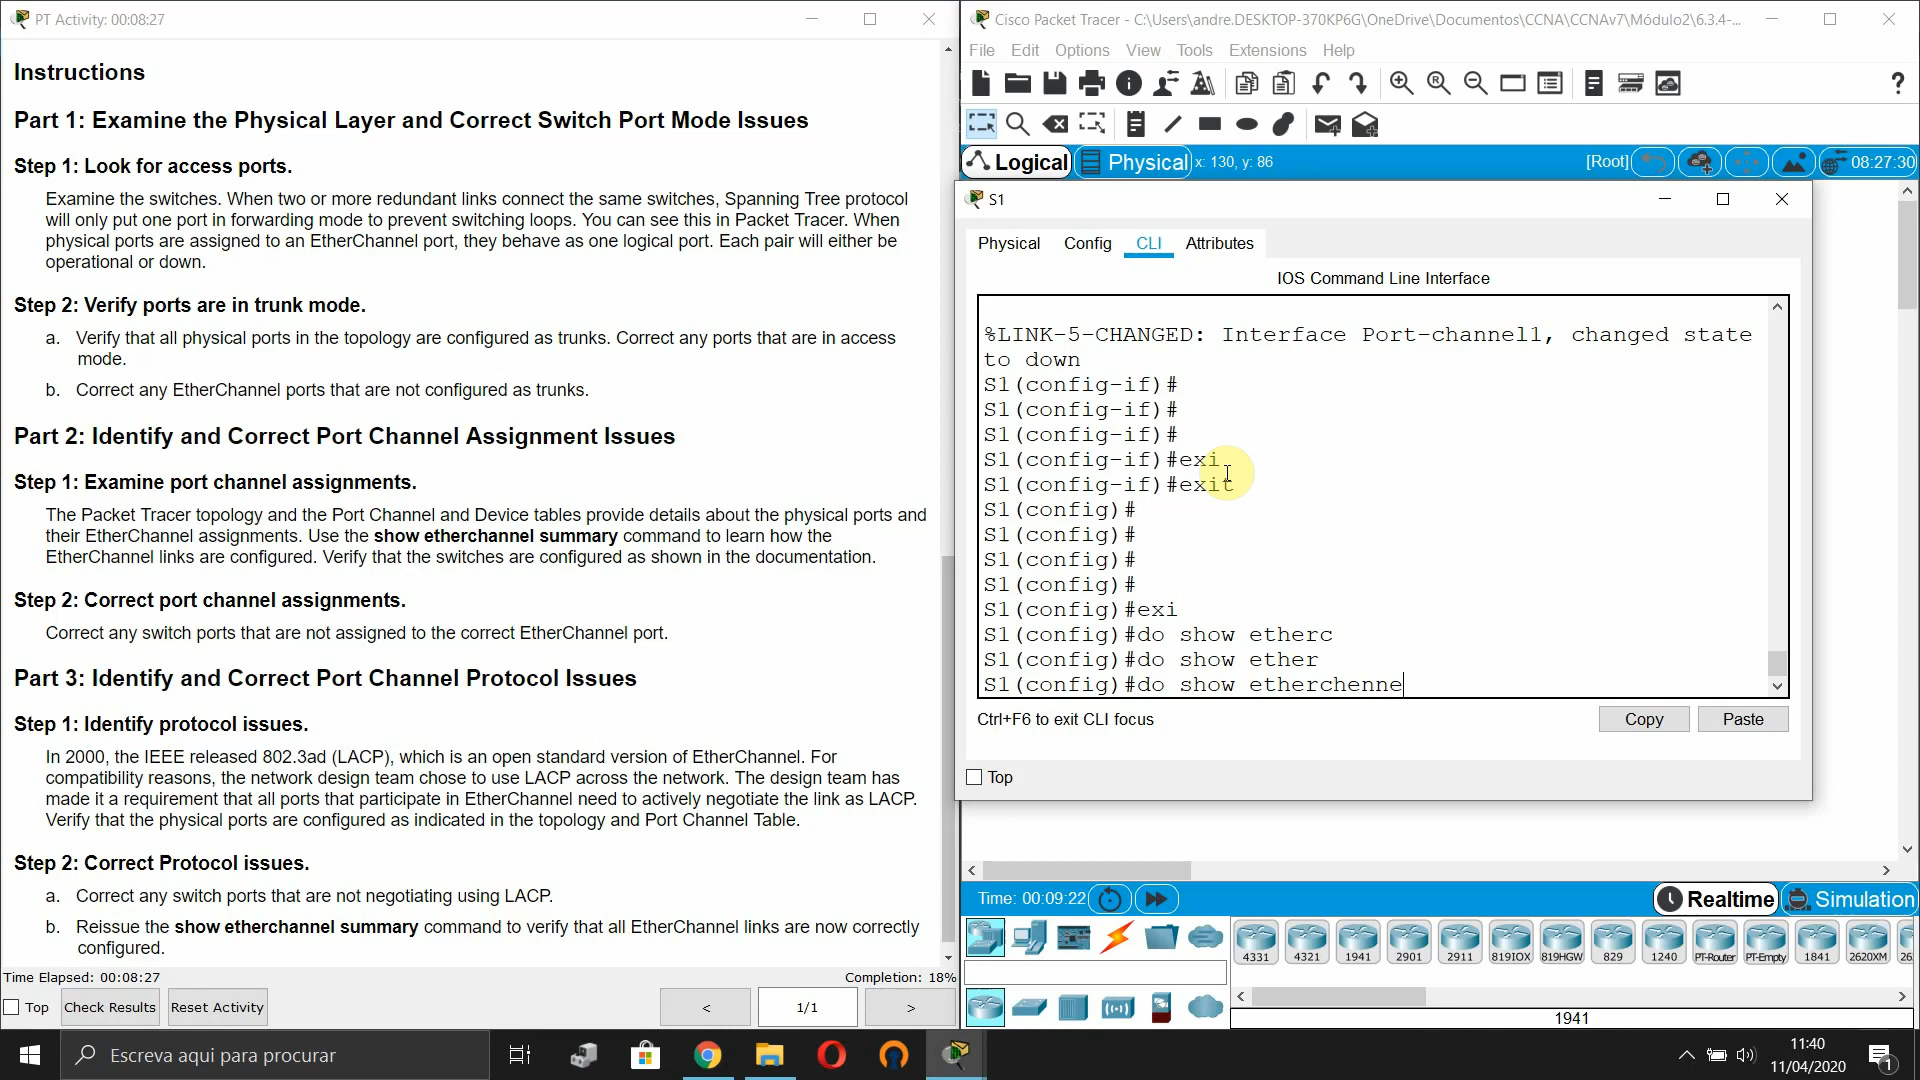 PT Activity: 00:08:27
Instructions
Part 1: Examine the Physical Layer and Correct Switch Port Mode Issues
Step 1: Look for access ports.
Examine the switches. When two or more redundant links connect the same switches, Spanning Tree protocol
will only put one port in forwarding mode to prevent switching loops. You can see this in Packet Tracer. When
physical ports are assigned to an EtherChannel port, they behave as one logical port. Each pair will either be
operational or down.
Step 2: Verify ports are in trunk mode.
a. Verify that all physical ports in the topology are configured as trunks. Correct any ports that are in access
mode.
b. Correct any EtherChannel ports that are not configured as trunks.
Part 2: Identify and Correct Port Channel Assignment Issues
Step 1: Examine port channel assignments.
The Packet Tracer topology and the Port Channel and Device tables provide details about the physical ports and
their EtherChannel assignments. Use the show etherchannel summary command to learn how the
EtherChannel links are configured. Verify that the switches are configured as shown in the documentation.
Step 2: Correct port channel assignments.
Correct any switch ports that are not assigned to the correct EtherChannel port.
Part 3: Identify and Correct Port Channel Protocol Issues
Step 1: Identify protocol issues.
In 2000, the IEEE released 802.3ad (LACP), which is an open standard version of EtherChannel. For
compatibility reasons, the network design team chose to use LACP across the network. The design team has
made it a requirement that all ports that participate in EtherChannel need to actively negotiate the link as LACP.
Verify that the physical ports are configured as indicated in the topology and Port Channel Table.
Step 2: Correct Protocol issues.
a. Correct any switch ports that are not negotiating using LACP.
b. Reissue the show etherchannel summary command to verify that all EtherChannel links are now correctly
configured.
Time Elapsed: 00:08:27 Completion: 18%
Top Check Results Reset Activity < 1/1 >
Cisco Packet Tracer - C:\Users\andre.DESKTOP-370KP6G\OneDrive\Documentos\CCNA\CCNAv7\Módulo2\6.3.4-...
File Edit Options View Tools Extensions Help
Logical Physical x: 130, y: 86 [Root] 08:27:30
S1
Physical Config CLI Attributes
IOS Command Line Interface
%LINK-5-CHANGED: Interface Port-channel1, changed state
to down
S1(config-if)#
S1(config-if)#
S1(config-if)#
S1(config-if)#exi
S1(config-if)#exit
S1(config)#
S1(config)#
S1(config)#
S1(config)#
S1(config)#exi
S1(config)#do show etherc
S1(config)#do show ether
S1(config)#do show etherchenne
Ctrl+F6 to exit CLI focus Copy Paste
Top
Time: 00:09:22 Realtime Simulation
4331 4321 1941 2901 2911 819IOX 819HGW 829 1240 PT-Router PT-Empty 1841 2620XM 26
1941
Escreva aqui para procurar
11:40
11/04/2020
1